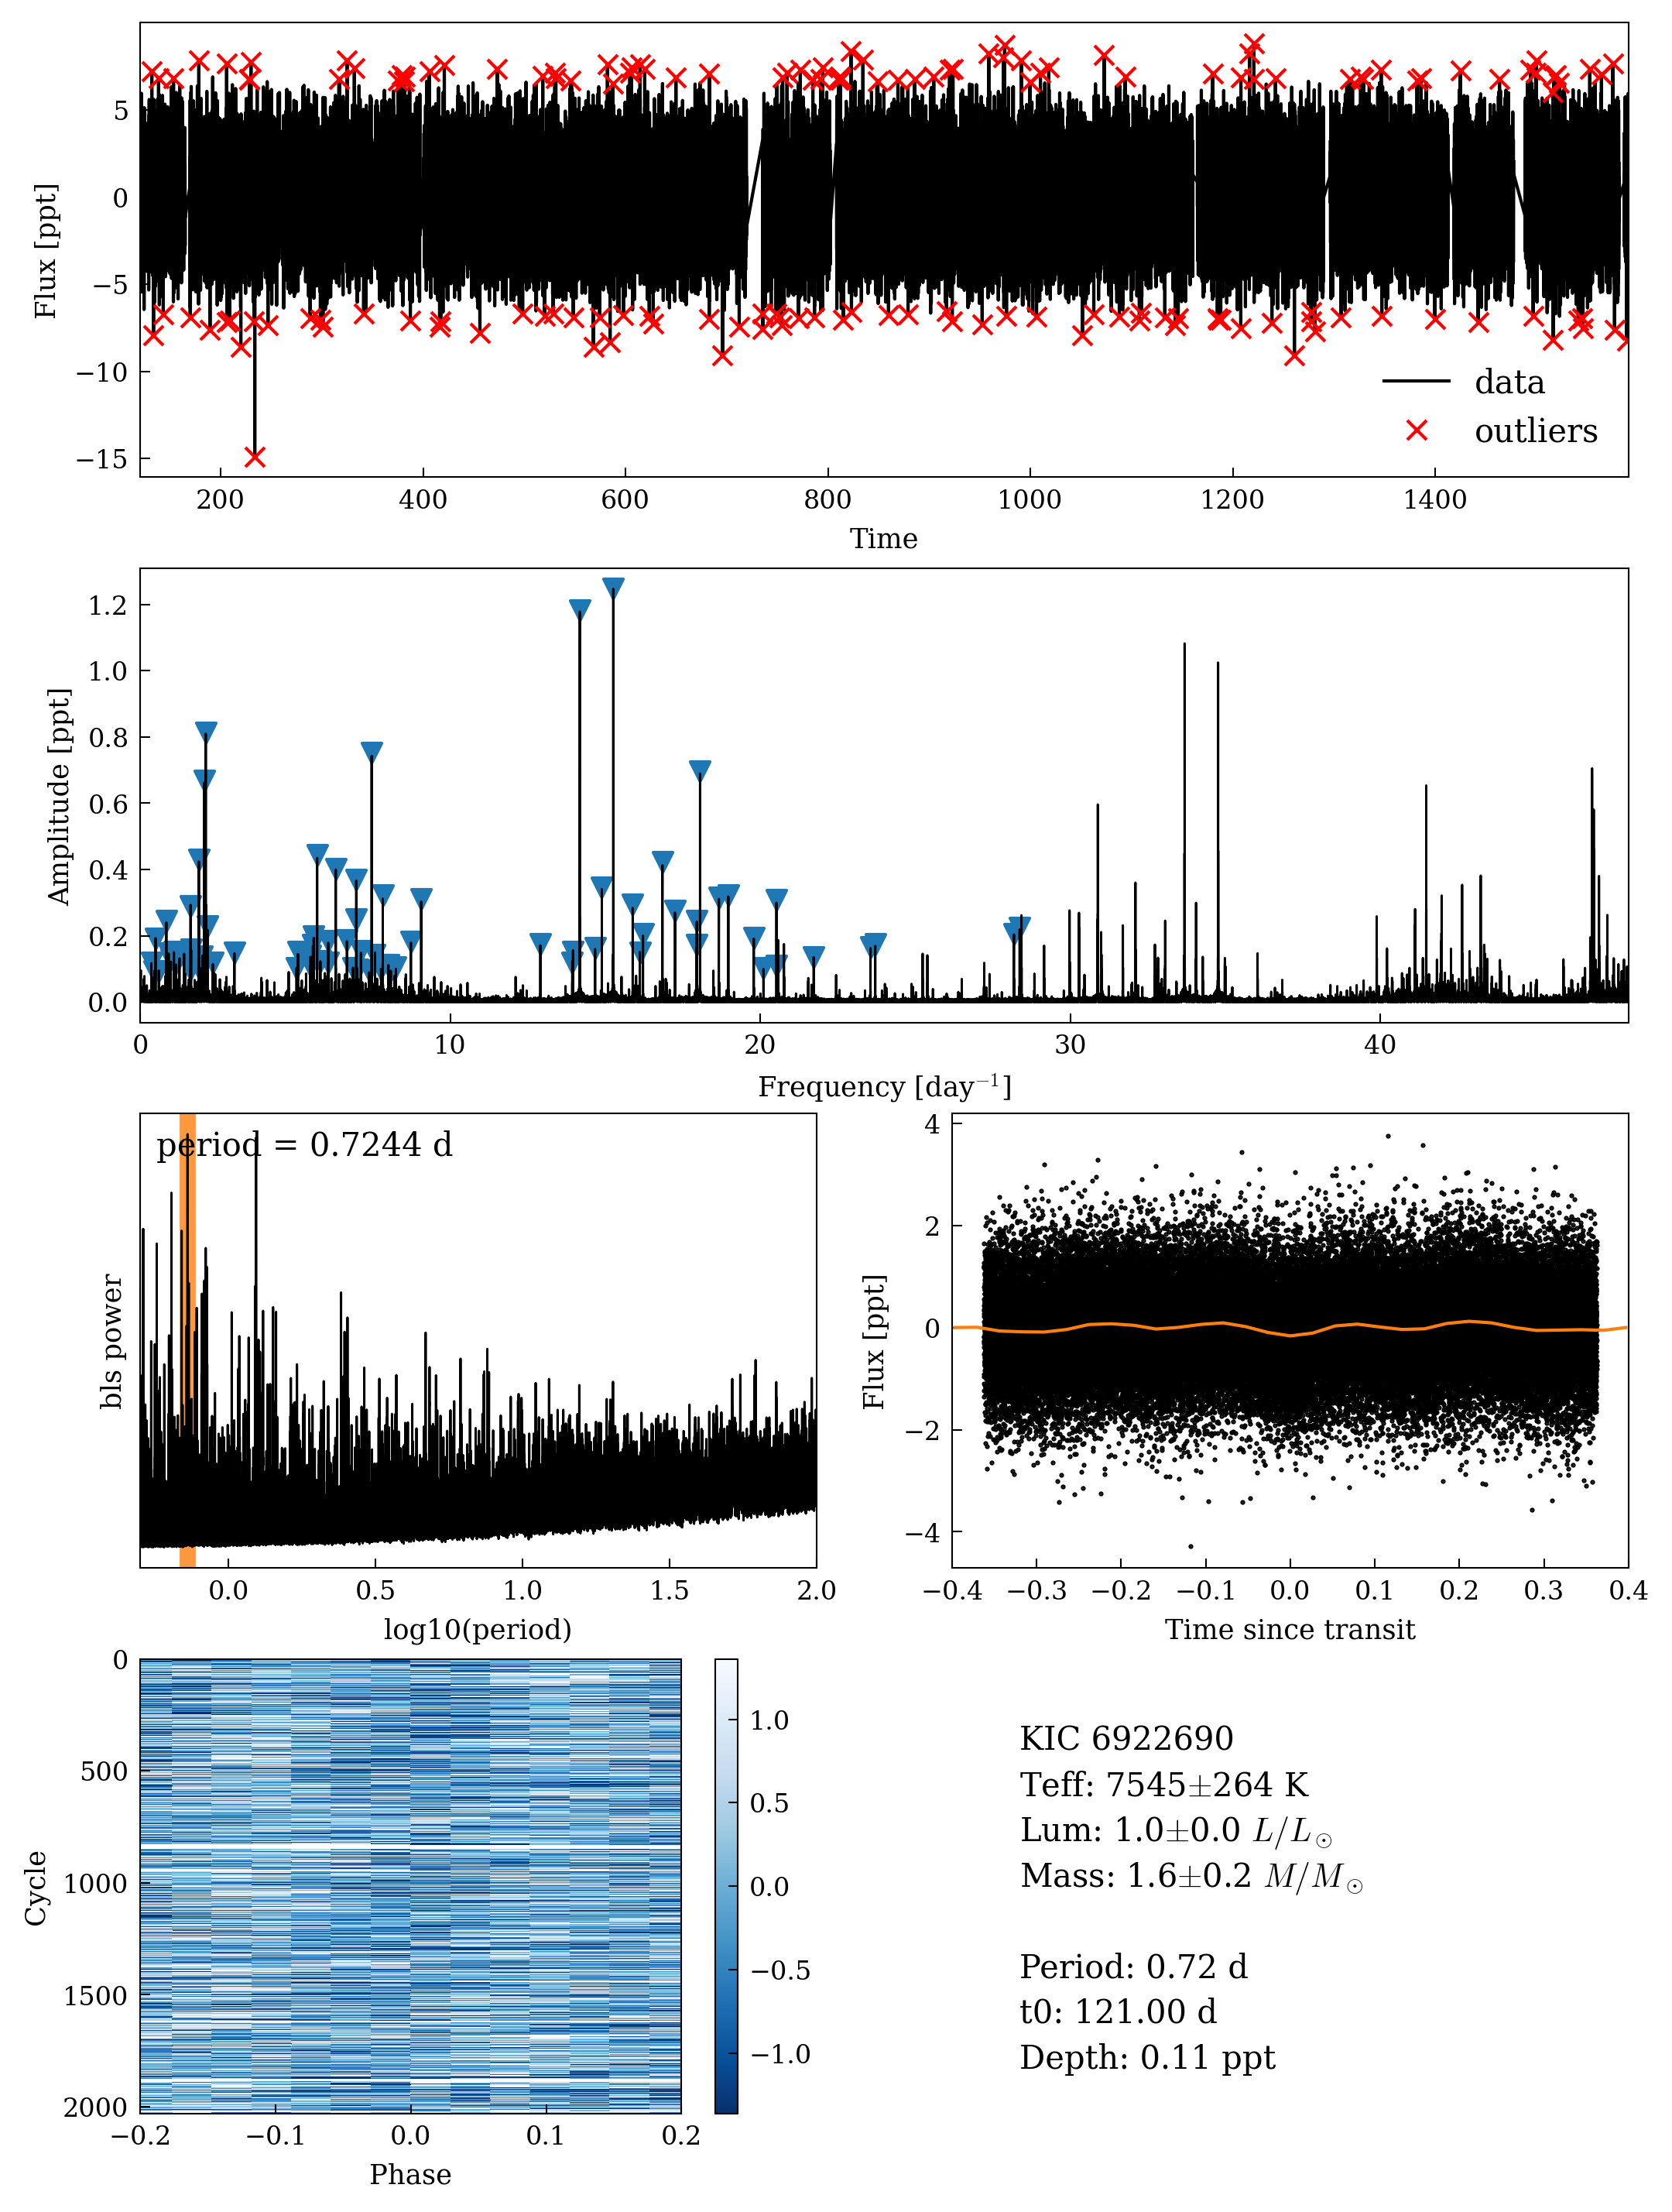 5
0
−5
−10
−15
Flux [ppt]
data
outliers
200 400 600 800 1000 1200 1400
Time
1.2
1.0
0.8
0.6
0.4
0.2
0.0
Amplitude [ppt]
0 10 20 30 40
Frequency [day⁻¹]
period = 0.7244 d
bls power
0.0 0.5 1.0 1.5 2.0
log10(period)
4
2
0
−2
−4
Flux [ppt]
−0.4 −0.3 −0.2 −0.1 0.0 0.1 0.2 0.3 0.4
Time since transit
0
500
1000
1500
2000
Cycle
−0.2 −0.1 0.0 0.1 0.2
Phase
1.0
0.5
0.0
−0.5
−1.0
KIC 6922690
Teff: 7545±264 K
Lum: 1.0±0.0 L/L⊙
Mass: 1.6±0.2 M/M⊙
Period: 0.72 d
t0: 121.00 d
Depth: 0.11 ppt